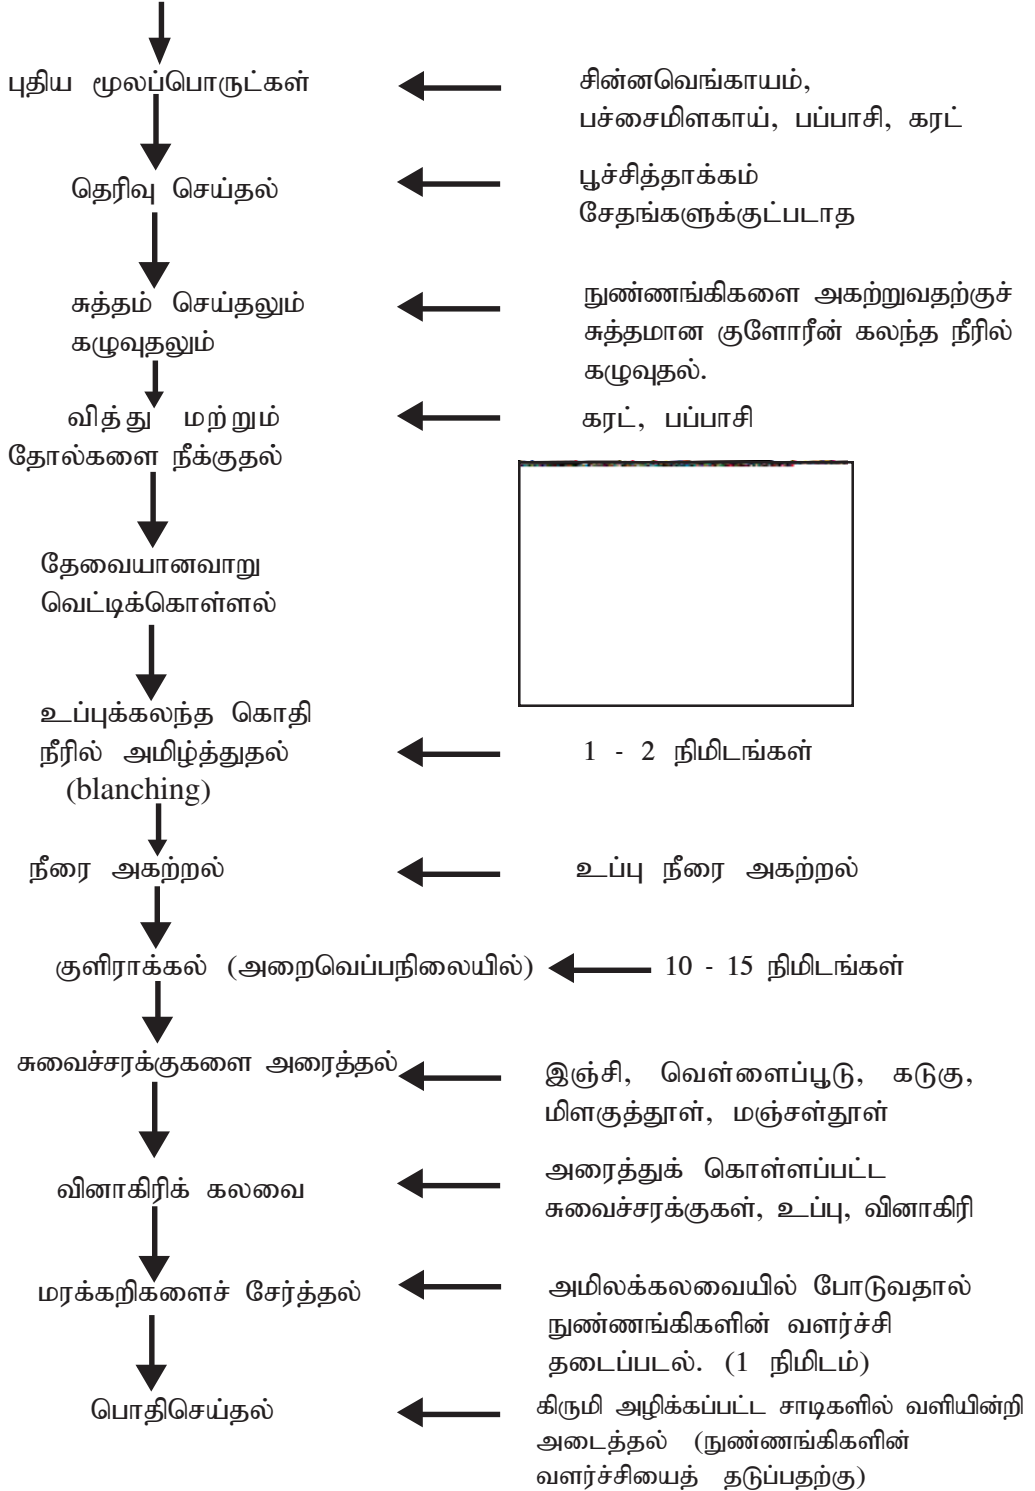 புதிய மூலப்பொருட்கள்
சின்னவெங்காயம்,
பச்சைமிளகாய், பப்பாசி, கரட்
தெரிவு செய்தல்
பூச்சித்தாக்கம்
சேதங்களுக்குட்படாத
சுத்தம் செய்தலும்
கழுவுதலும்
நுண்ணங்கிகளை அகற்றுவதற்குச்
சுத்தமான குளோரீன் கலந்த நீரில்
கழுவுதல்.
வித்து மற்றும்
தோல்களை நீக்குதல்
கரட், பப்பாசி
தேவையானவாறு
வெட்டிக்கொள்ளல்
உப்புக்கலந்த கொதி
நீரில் அமிழ்த்துதல்
(blanching)
1 - 2 நிமிடங்கள்
நீரை அகற்றல்
உப்பு நீரை அகற்றல்
குளிராக்கல் (அறைவெப்பநிலையில்)
10 - 15 நிமிடங்கள்
சுவைச்சரக்குகளை அரைத்தல்
இஞ்சி, வெள்ளைப்பூடு, கடுகு,
மிளகுத்தூள், மஞ்சள்தூள்
வினாகிரிக் கலவை
அரைத்துக் கொள்ளப்பட்ட
சுவைச்சரக்குகள், உப்பு, வினாகிரி
மரக்கறிகளைச் சேர்த்தல்
அமிலக்கலவையில் போடுவதால்
நுண்ணங்கிகளின் வளர்ச்சி
தடைப்படல். (1 நிமிடம்)
பொதிசெய்தல்
கிருமி அழிக்கப்பட்ட சாடிகளில் வளியின்றி
அடைத்தல் (நுண்ணங்கிகளின்
வளர்ச்சியைத் தடுப்பதற்கு)